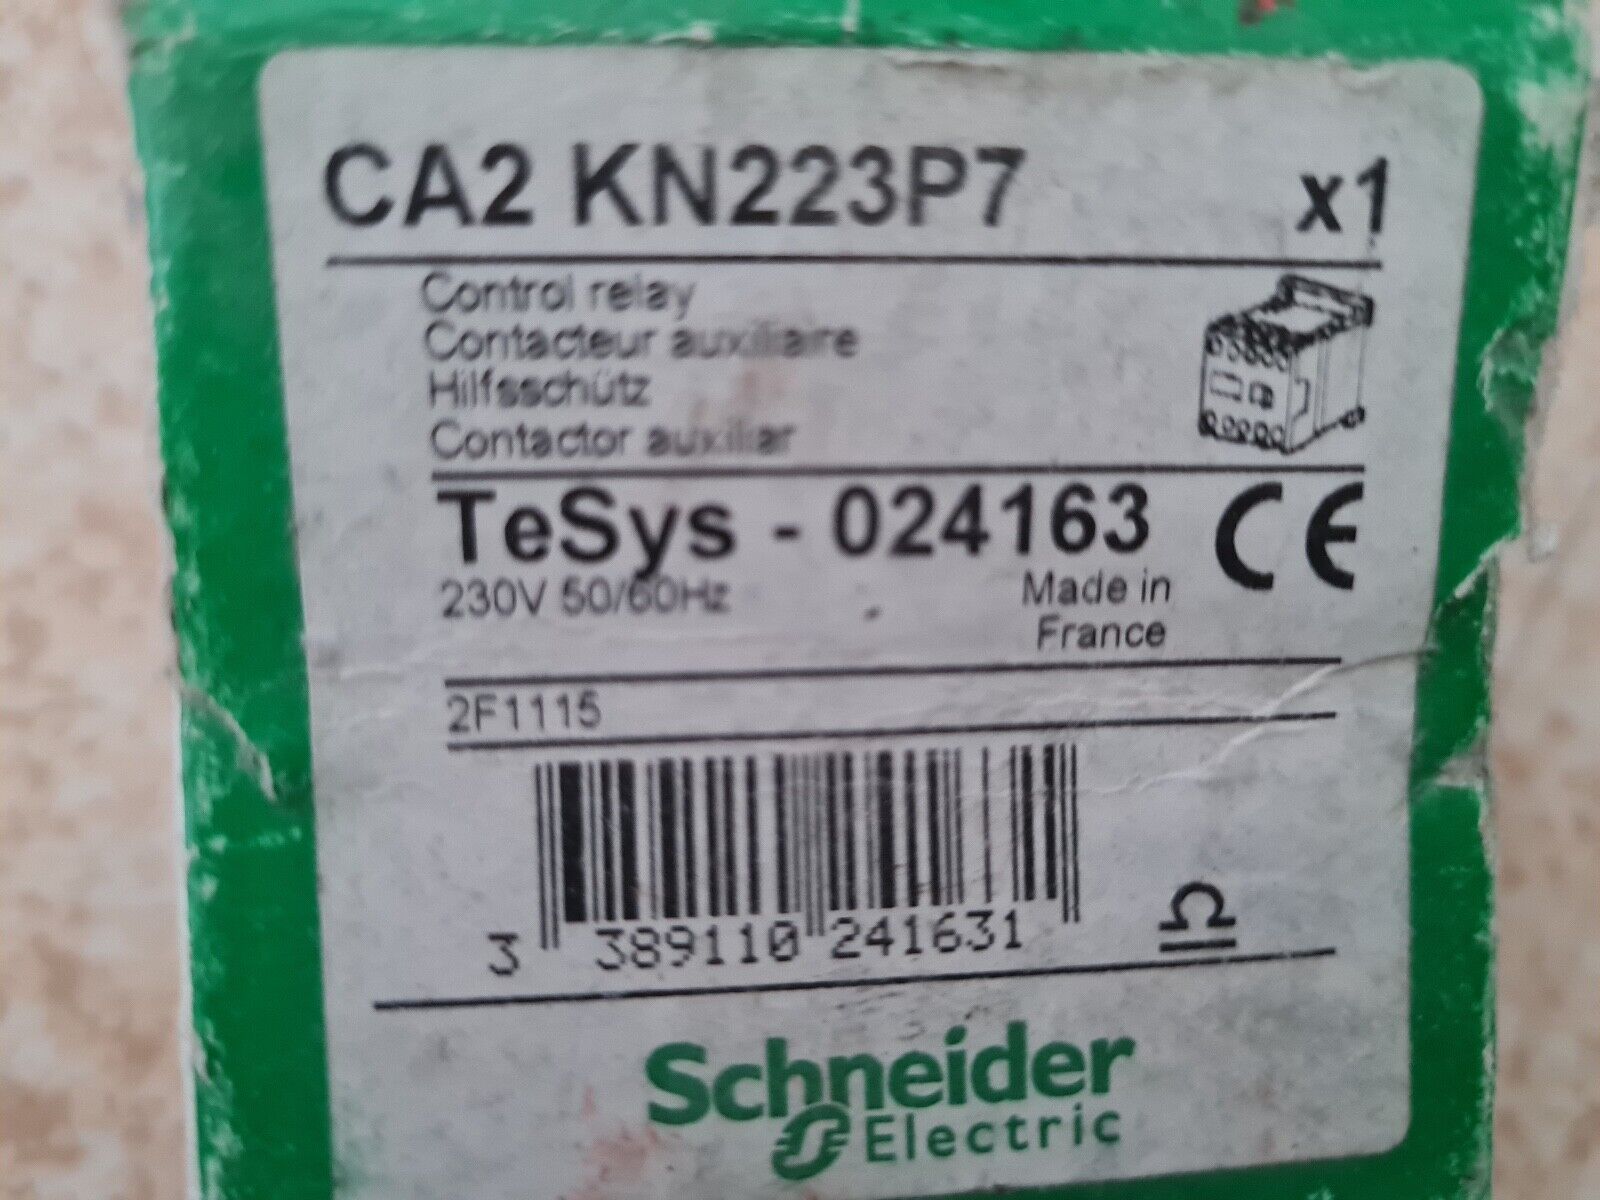 CA2 KN223P7 x1
Control relay
Contacteur auxiliaire
Hilfsschütz
Contactor auxiliar
TeSys - 024163 CE
230V 50/60Hz Made in
France
2F1115
3 389110 241631
Schneider
Electric